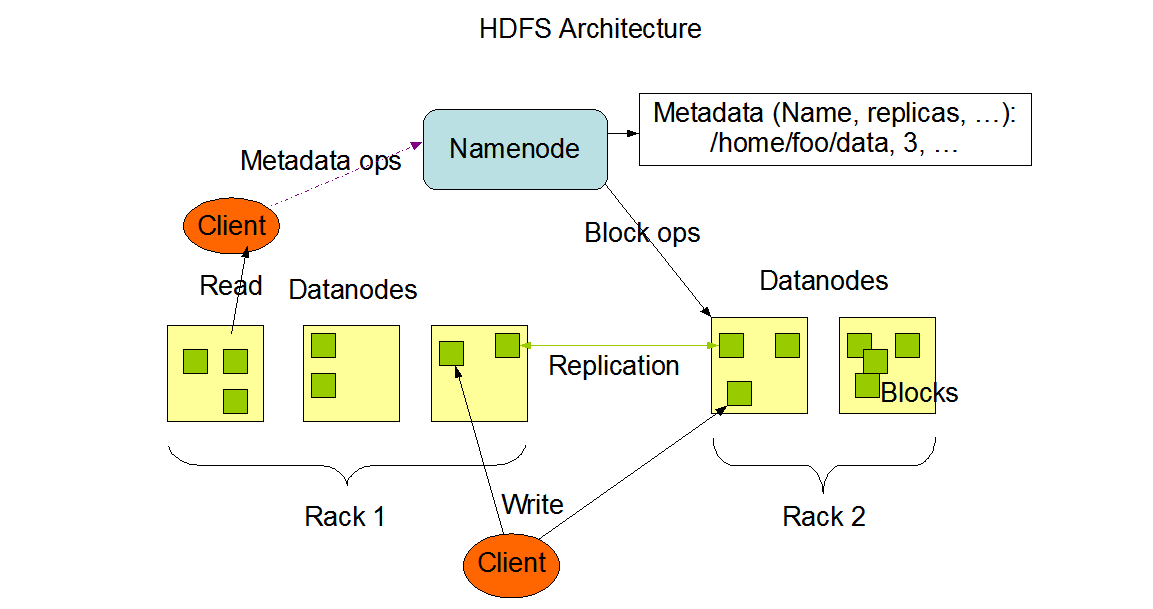 HDFS Architecture
Metadata (Name, replicas, …):
/home/foo/data, 3, …
Namenode
Metadata ops
Client
Block ops
Read
Datanodes
Datanodes
Replication
Blocks
Write
Rack 1
Rack 2
Client